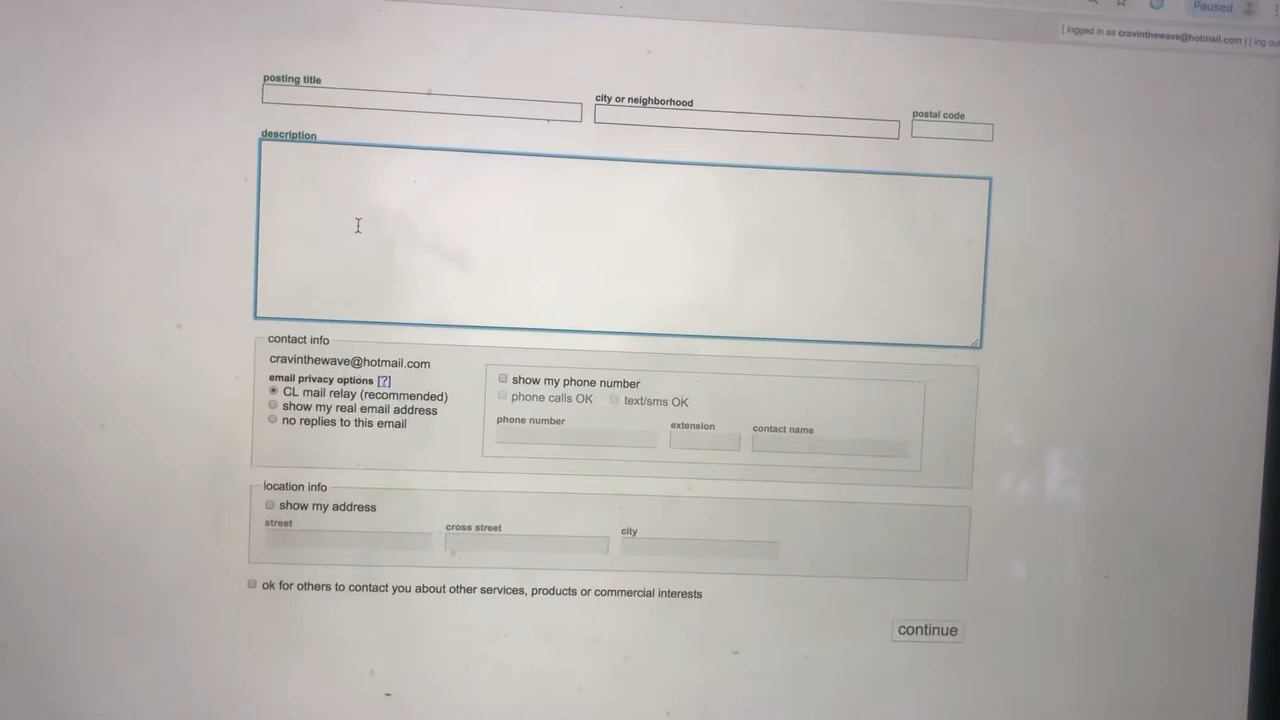 Paused
[ logged in as cravinthewave@hotmail.com ] [ log ou
posting title
city or neighborhood
postal code
description
contact info
cravinthewave@hotmail.com
email privacy options [?]
CL mail relay (recommended)
show my real email address
no replies to this email
show my phone number
phone calls OK
text/sms OK
phone number
extension
contact name
location info
show my address
street
cross street
city
ok for others to contact you about other services, products or commercial interests
continue